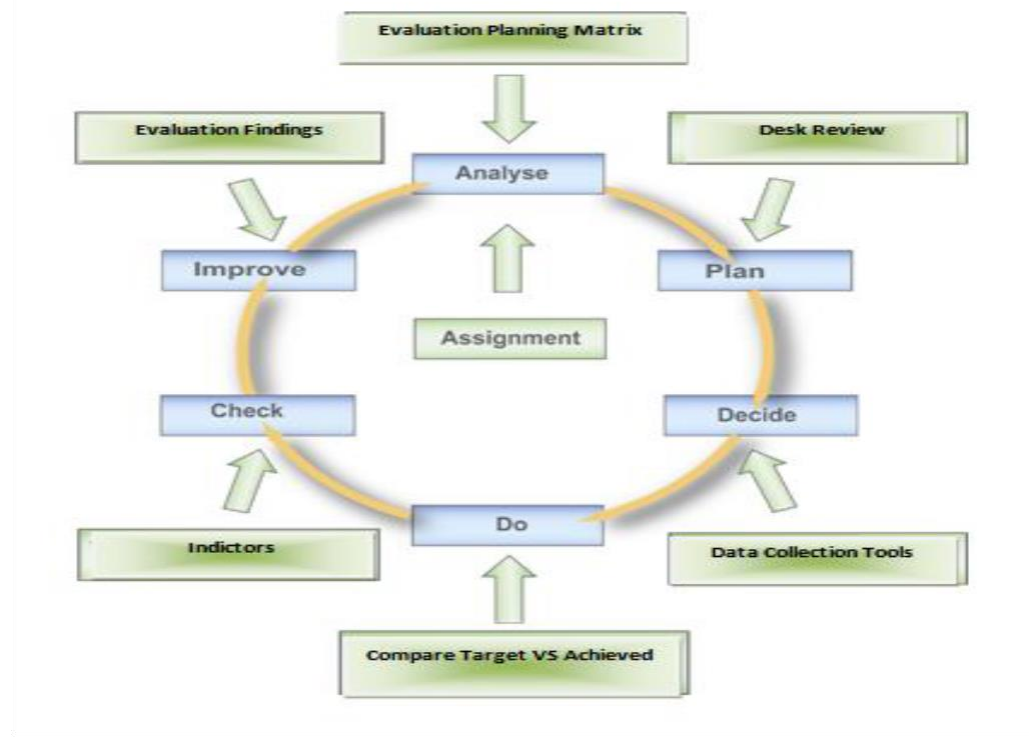 Evaluation Planning Matrix
Evaluation Findings
Desk Review
Analyse
Improve
Plan
Assignment
Check
Decide
Do
Indictors
Data Collection Tools
Compare Target VS Achieved